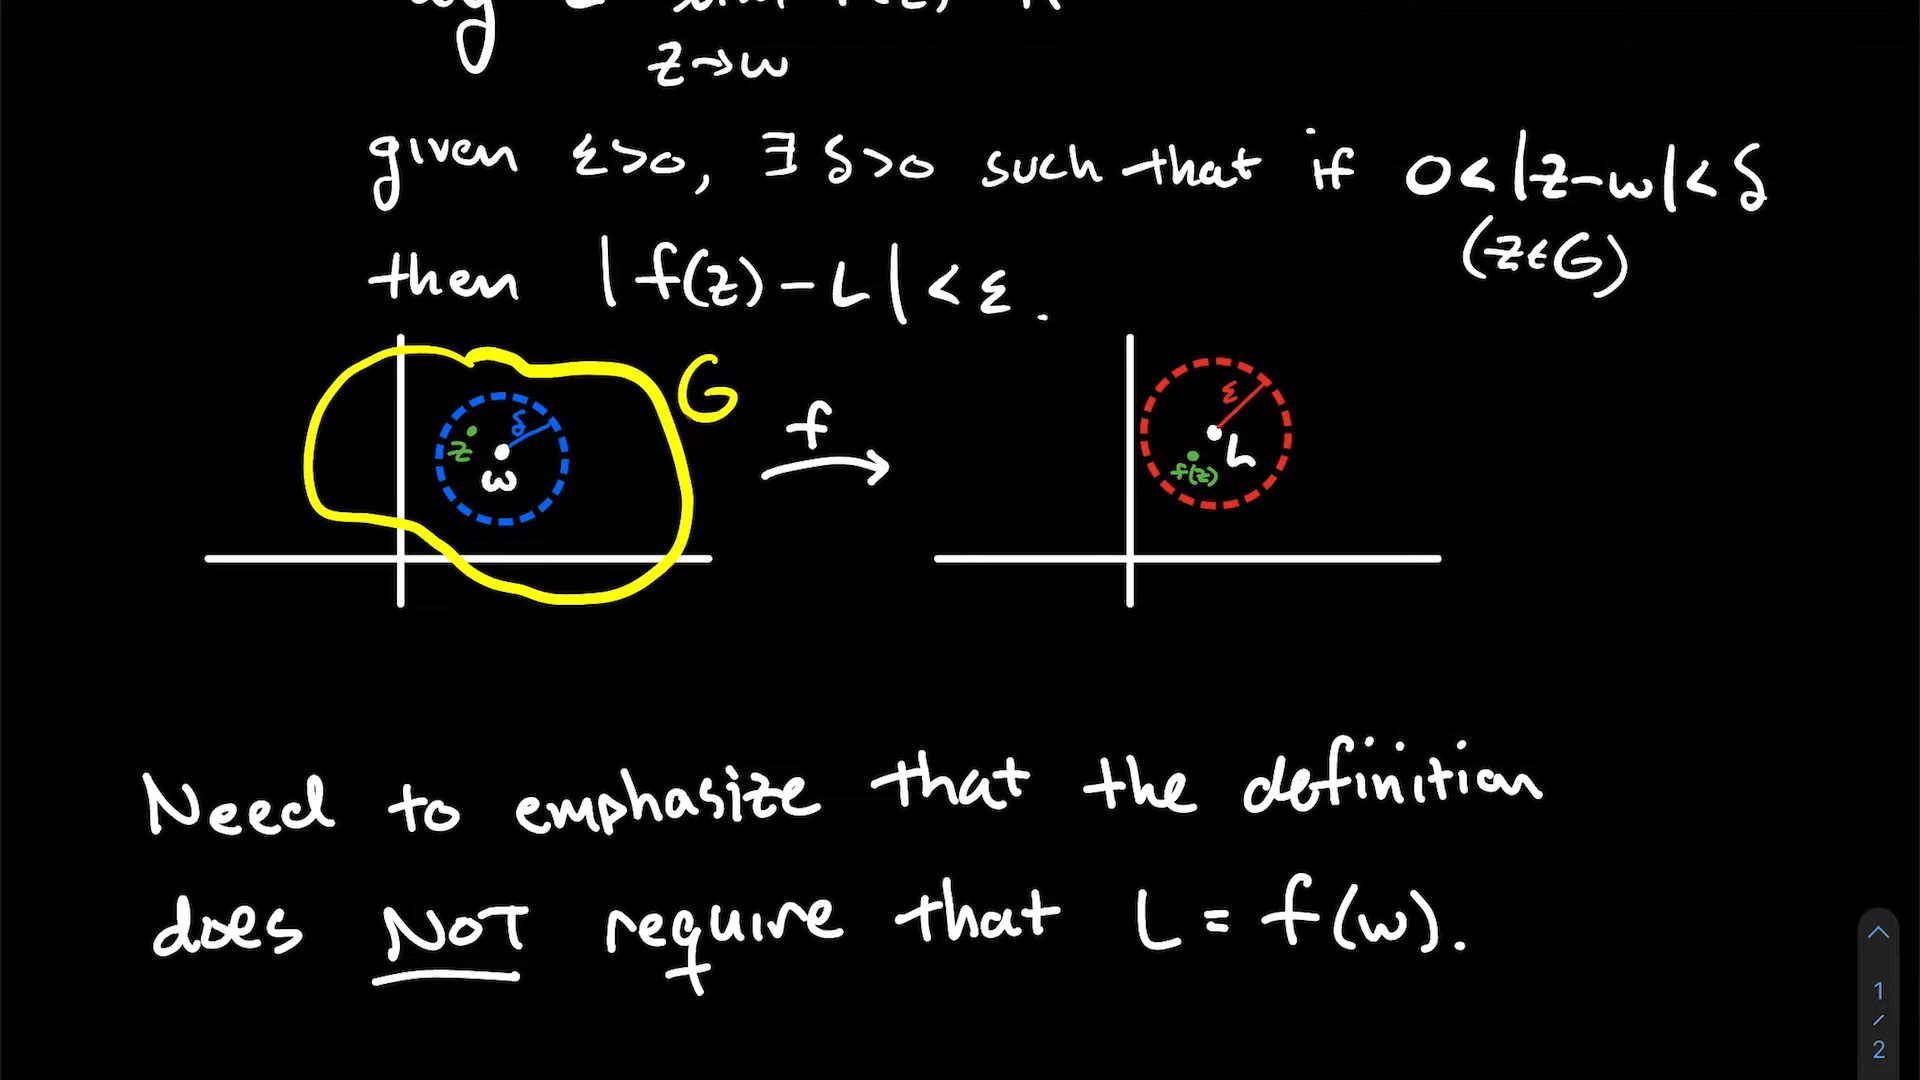 z→w
given ε>0, ∃ δ>0 such that if 0<|z-w|<δ
(z∈G)
then |f(z)-L|<ε.
G
f
δ
z
w
ε
L
f(z)
Need to emphasize that the definition
does NOT require that L = f(w).
1
/
2